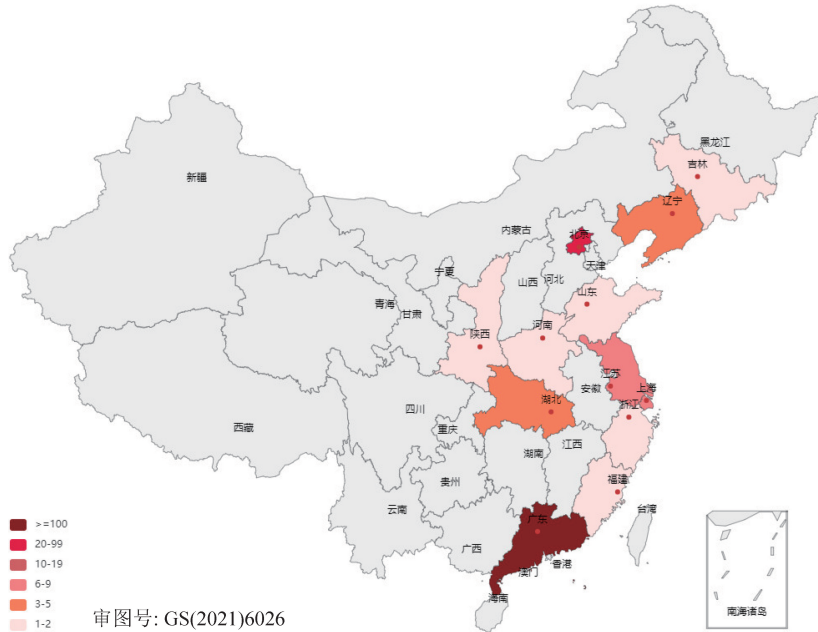 黑龙江
吉林
新疆
辽宁
内蒙古
北京
天津
宁夏
山西
河北
山东
青海
甘肃
陕西
河南
江苏
上海
安徽
浙江
湖北
四川
西藏
重庆
湖南
江西
贵州
福建
云南
台湾
广东
广西
香港
澳门
海南
南海诸岛
>=100
20-99
10-19
6-9
3-5
1-2
审图号: GS(2021)6026